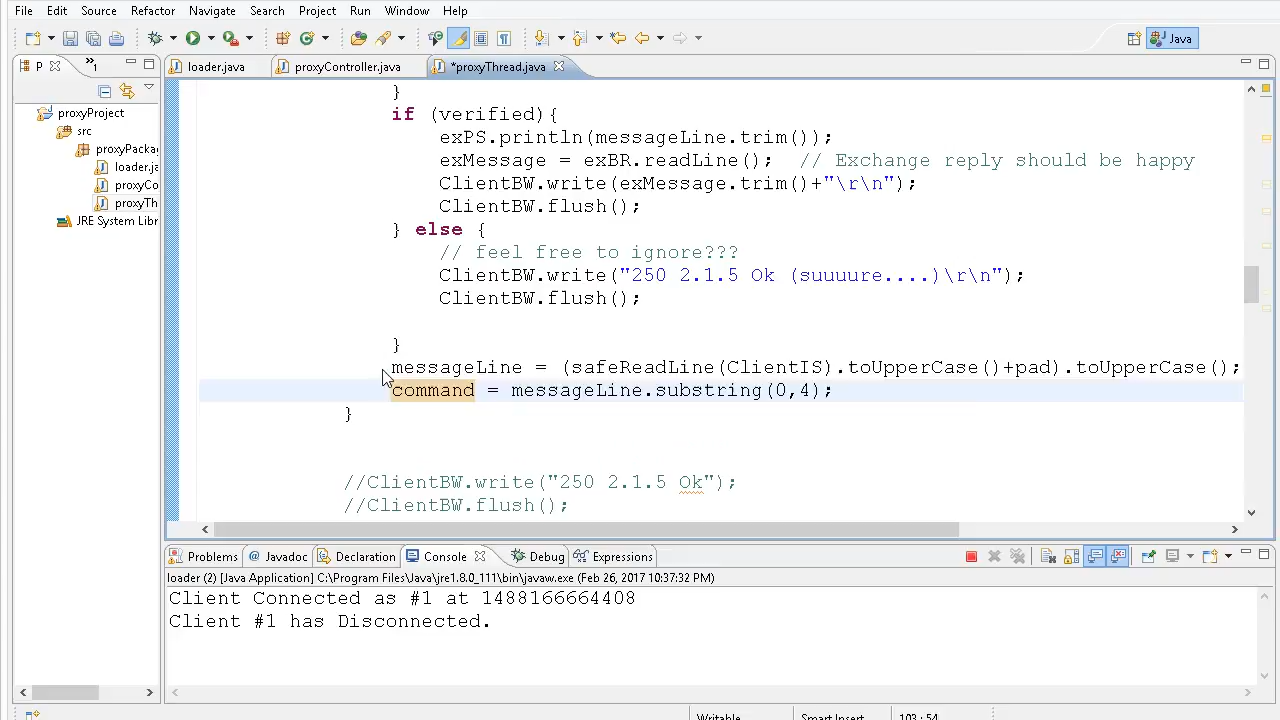 File Edit Source Refactor Navigate Search Project Run Window Help
Java
P
»1
loader.java
proxyController.java
*proxyThread.java
proxyProject
src
proxyPacka
loader.ja
proxyCo
proxyTh
JRE System Libr
}
if (verified){
exPS.println(messageLine.trim());
exMessage = exBR.readLine();  // Exchange reply should be happy
ClientBW.write(exMessage.trim()+"\r\n");
ClientBW.flush();
} else {
// feel free to ignore???
ClientBW.write("250 2.1.5 Ok (suuuure....)\r\n");
ClientBW.flush();
}
messageLine = (safeReadLine(ClientIS).toUpperCase()+pad).toUpperCase();
command = messageLine.substring(0,4);
}
//ClientBW.write("250 2.1.5 Ok");
//ClientBW.flush();
Problems @ Javadoc Declaration Console Debug Expressions
loader (2) [Java Application] C:\Program Files\Java\jre1.8.0_111\bin\javaw.exe (Feb 26, 2017 10:37:32 PM)
Client Connected as #1 at 1488166664408
Client #1 has Disconnected.
Writable Smart Insert 103 : 54